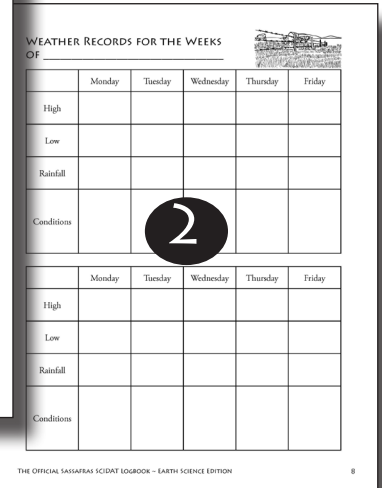 WEATHER RECORDS FOR THE WEEKS
OF
Monday Tuesday Wednesday Thursday Friday
High
Low
Rainfall
Conditions
2
Monday Tuesday Wednesday Thursday Friday
High
Low
Rainfall
Conditions
THE OFFICIAL SASSAFRAS SCIDAT LOGBOOK – EARTH SCIENCE EDITION 8